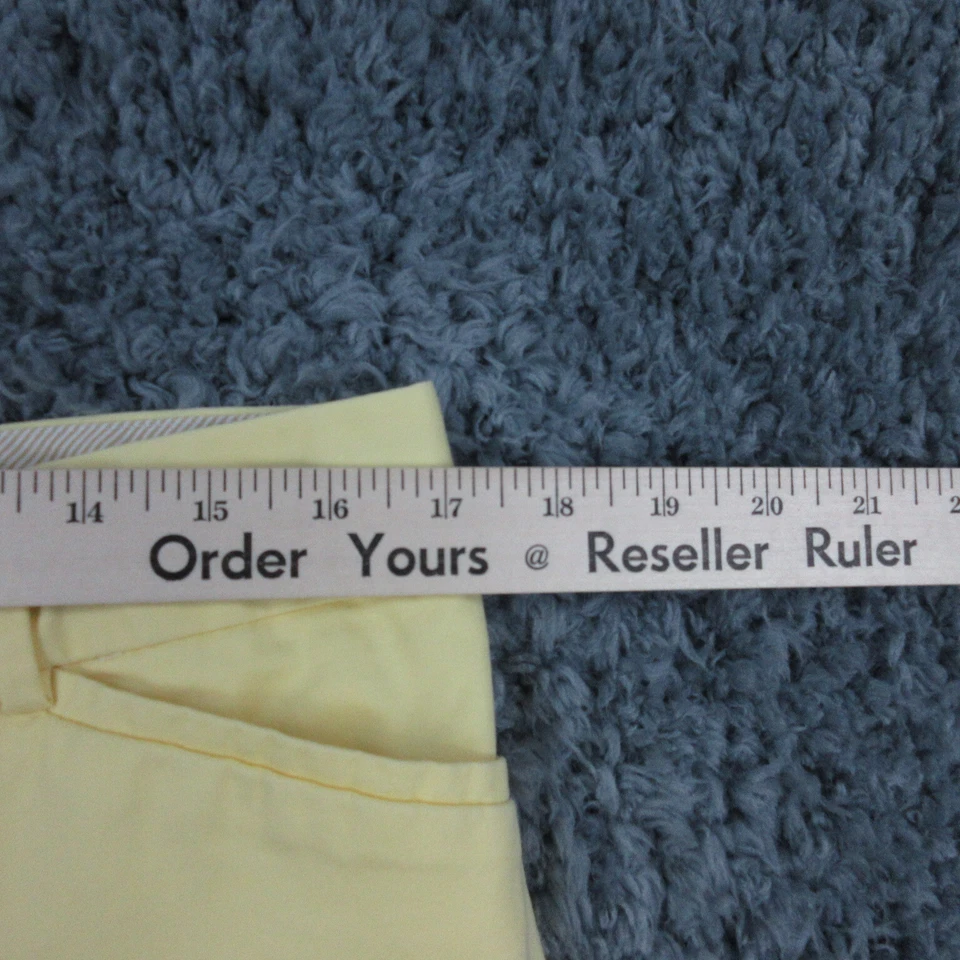 14 15 16 17 18 19 20 21
Order Yours @ Reseller Ruler